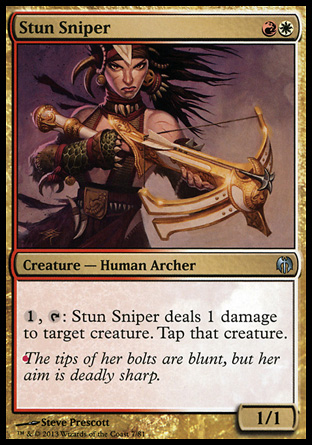 Stun Sniper
Creature — Human Archer
1, : Stun Sniper deals 1 damage
to target creature. Tap that creature.
The tips of her bolts are blunt, but her
aim is deadly sharp.
Steve Prescott
™ & © 2013 Wizards of the Coast 7/81
1/1